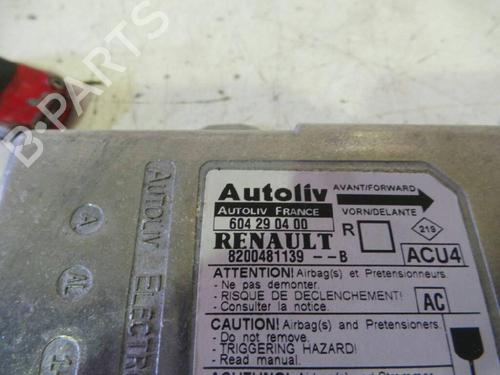 B-PARTS
AUTOLIV ELECTR
A
AL
Autoliv
AVANT/FORWARD
AUTOLIV FRANCE
VORN/DELANTE
604 29 04 00
R
219
RENAULT
8200481139 --B
ACU4
ATTENTION! Airbag(s) et Pretensionneurs
- Ne pas demonter.
- RISQUE DE DECLENCHEMENT!
- Consulter la notice.
AC
CAUTION! Airbag(s) and Pretensioners.
- Do not remove.
- TRIGGERING HAZARD!
- Read manual.